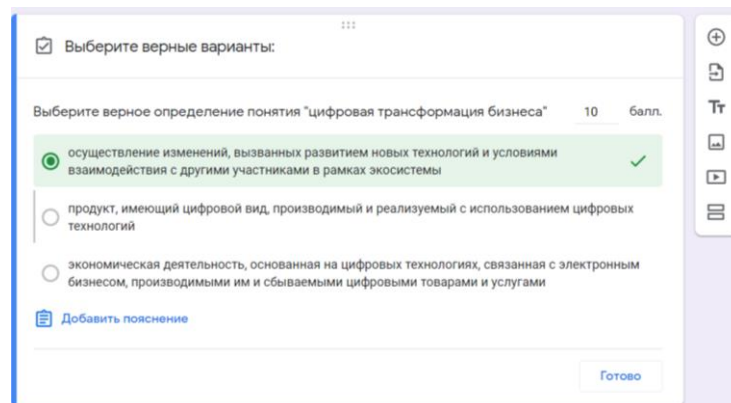 Выберите верные варианты:
Выберите верное определение понятия "цифровая трансформация бизнеса" 10 балл.
осуществление изменений, вызванных развитием новых технологий и условиями
взаимодействия с другими участниками в рамках экосистемы
продукт, имеющий цифровой вид, производимый и реализуемый с использованием цифровых
технологий
экономическая деятельность, основанная на цифровых технологиях, связанная с электронным
бизнесом, производимыми им и сбываемыми цифровыми товарами и услугами
Добавить пояснение
Готово
Тт